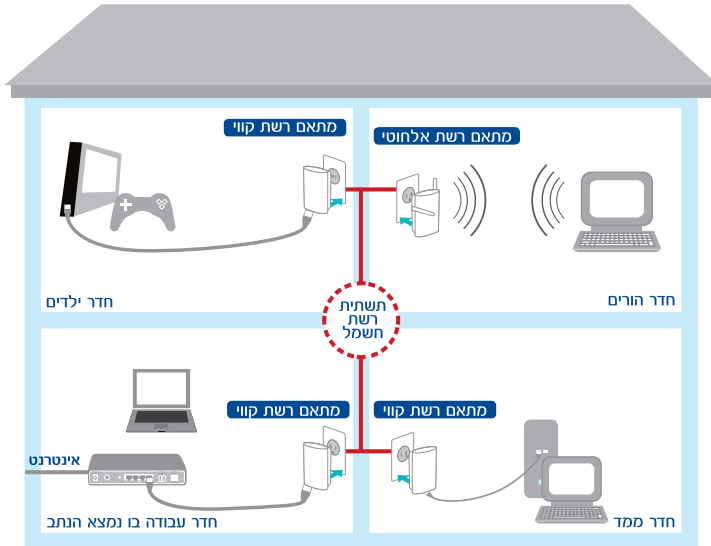 מתאם רשת אלחוטי
מתאם רשת קווי
חדר הורים
חדר ילדים
תשתית
רשת
חשמל
מתאם רשת קווי
מתאם רשת קווי
אינטרנט
חדר ממד
חדר עבודה בו נמצא הנתב